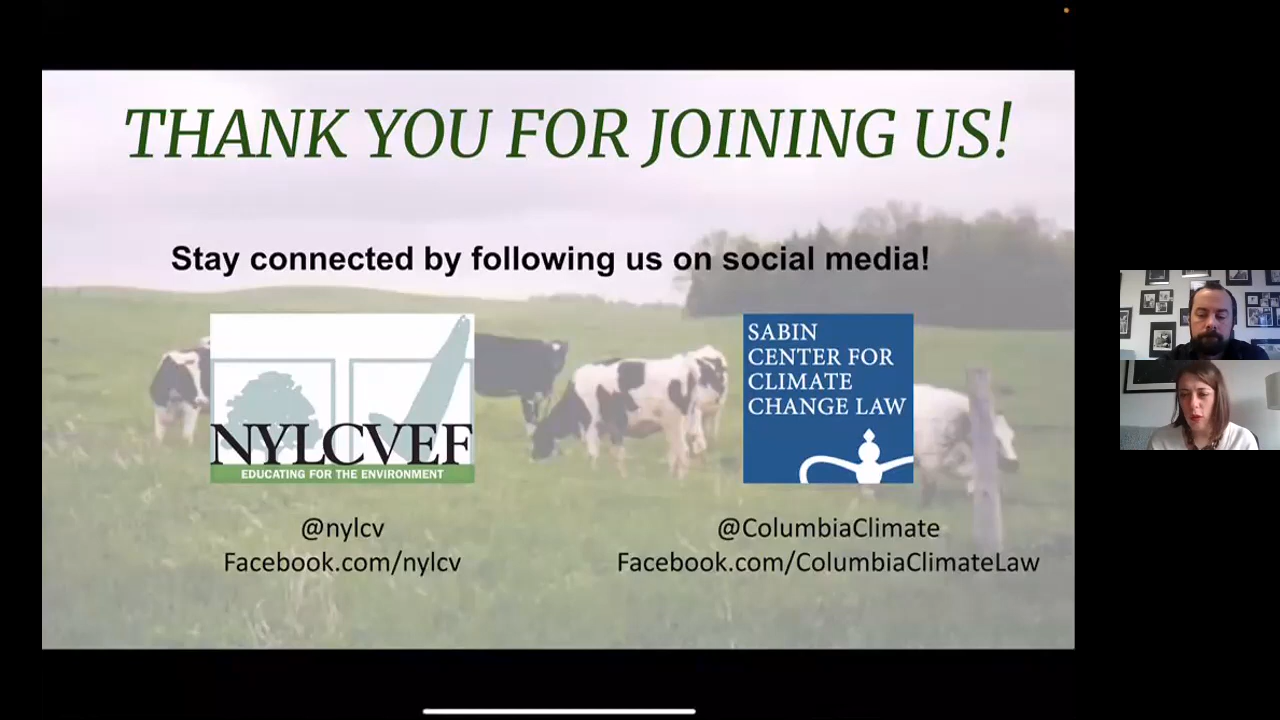 THANK YOU FOR JOINING US!
Stay connected by following us on social media!
NYLCVEF
EDUCATING FOR THE ENVIRONMENT
@nylcv
Facebook.com/nylcv
SABIN
CENTER FOR
CLIMATE
CHANGE LAW
@ColumbiaClimate
Facebook.com/ColumbiaClimateLaw